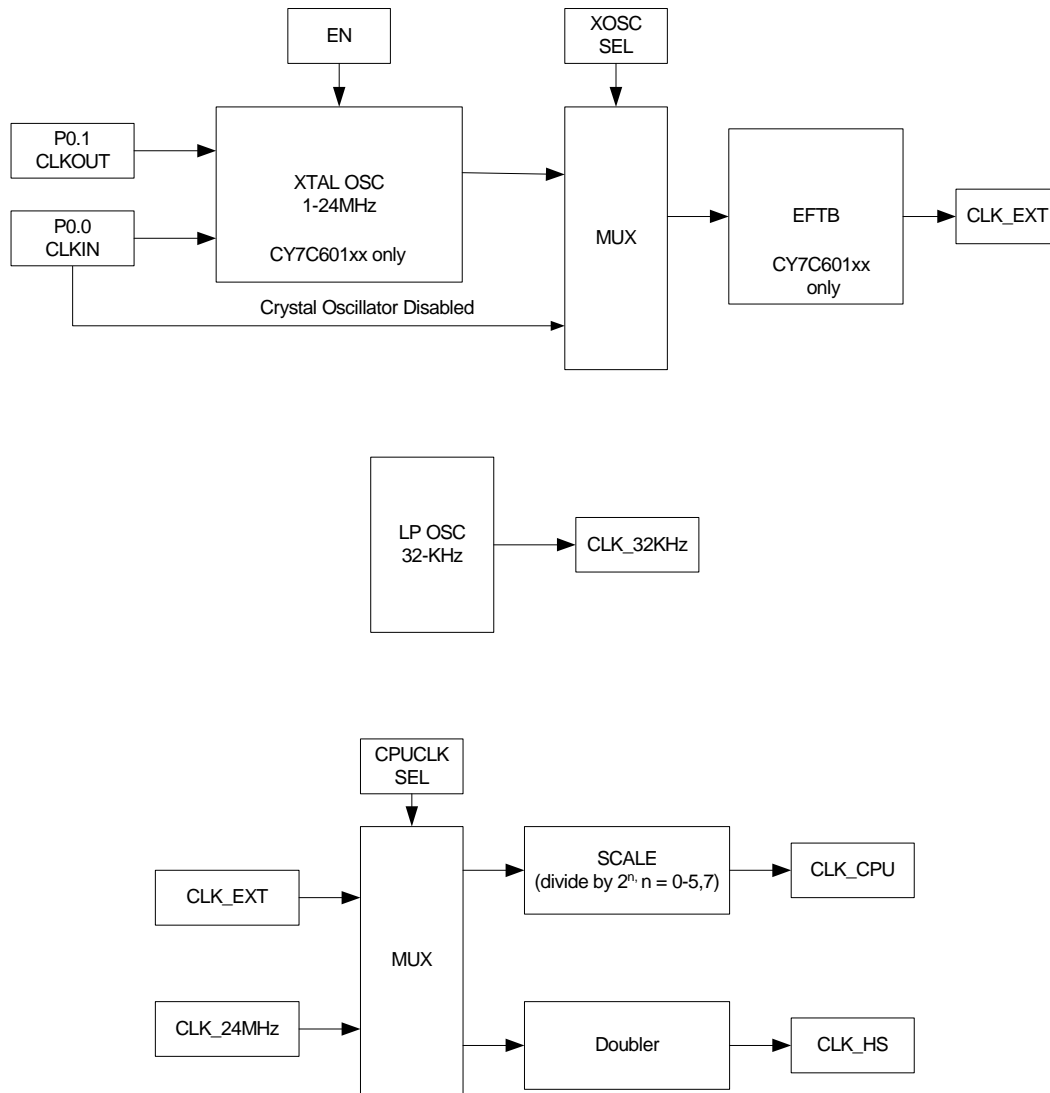 EN
XOSC
SEL
P0.1
CLKOUT
XTAL OSC
1-24MHz
CY7C601xx only
P0.0
CLKIN
MUX
EFTB
CY7C601xx
only
CLK_EXT
Crystal Oscillator Disabled
LP OSC
32-KHz
CLK_32KHz
CPUCLK
SEL
CLK_EXT
MUX
SCALE
(divide by 2ⁿ, n = 0-5,7)
CLK_CPU
CLK_24MHz
Doubler
CLK_HS